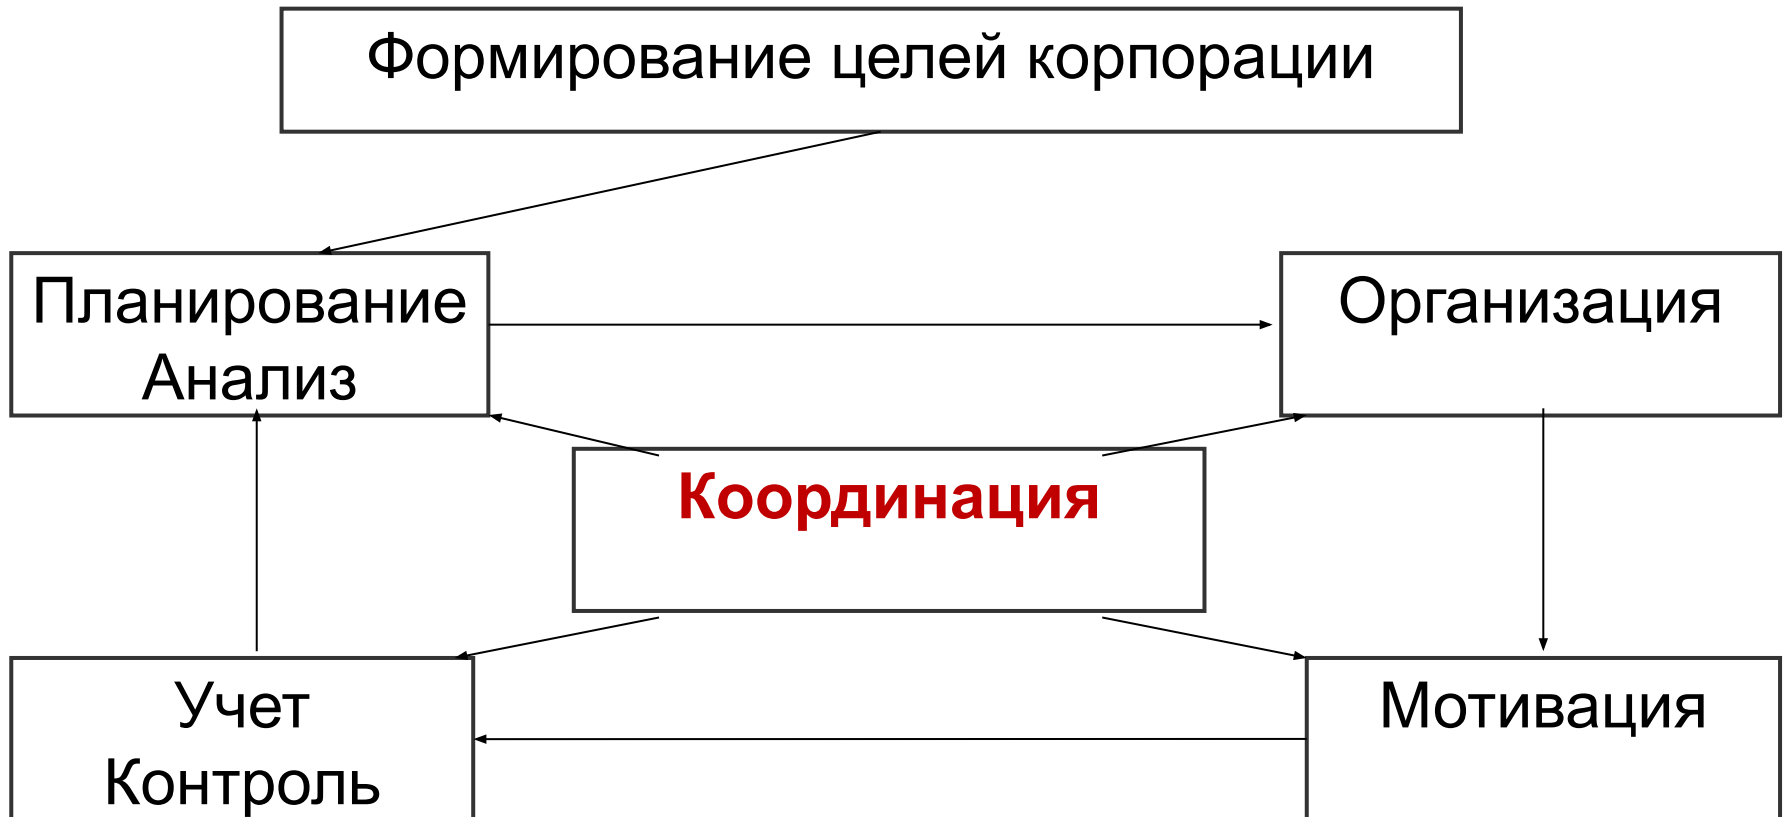 Формирование целей корпорации
Планирование
Анализ
Организация
Координация
Учет
Контроль
Мотивация